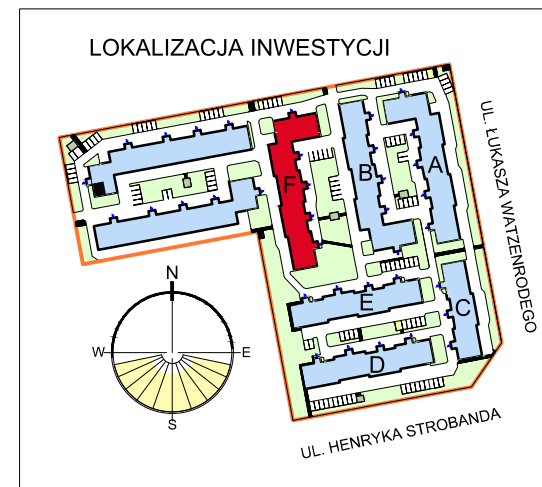 LOKALIZACJA INWESTYCJI
UL. ŁUKASZA WATZENRODEGO
A
B
F
C
E
D
N
W
E
S
UL. HENRYKA STROBANDA